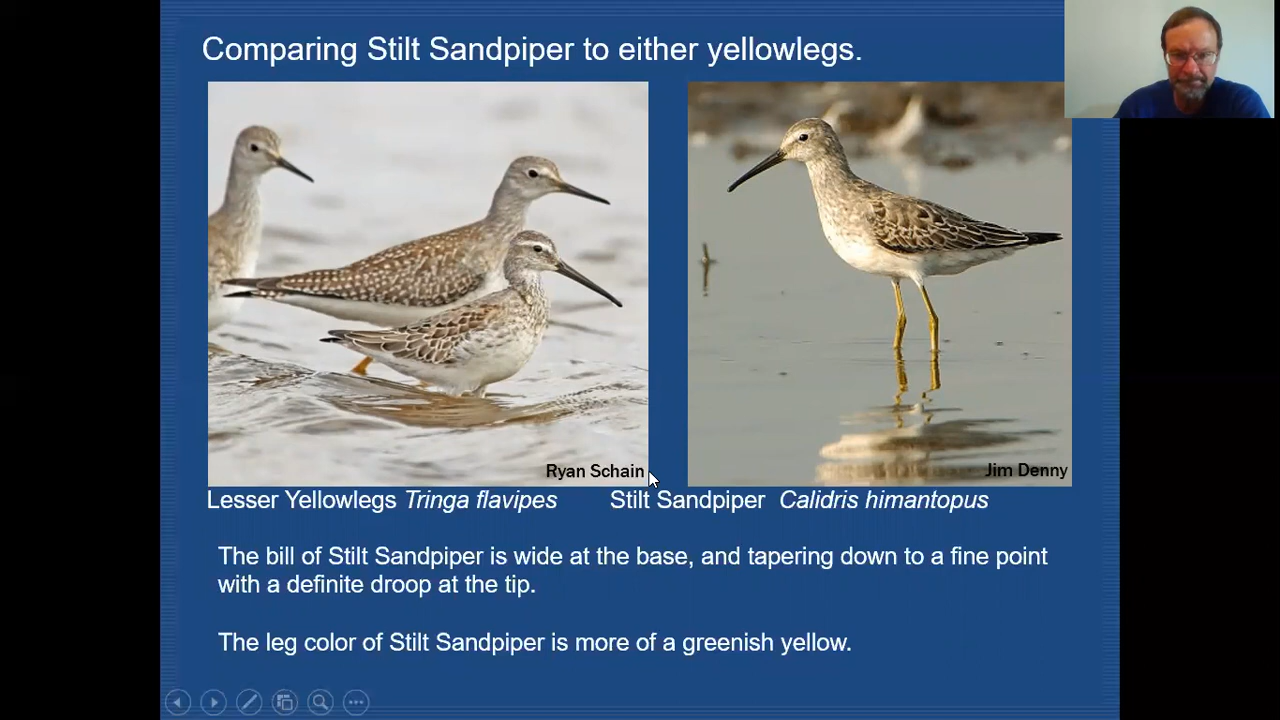 Comparing Stilt Sandpiper to either yellowlegs.
Ryan Schain
Jim Denny
Lesser Yellowlegs Tringa flavipes
Stilt Sandpiper Calidris himantopus
The bill of Stilt Sandpiper is wide at the base, and tapering down to a fine point
with a definite droop at the tip.
The leg color of Stilt Sandpiper is more of a greenish yellow.